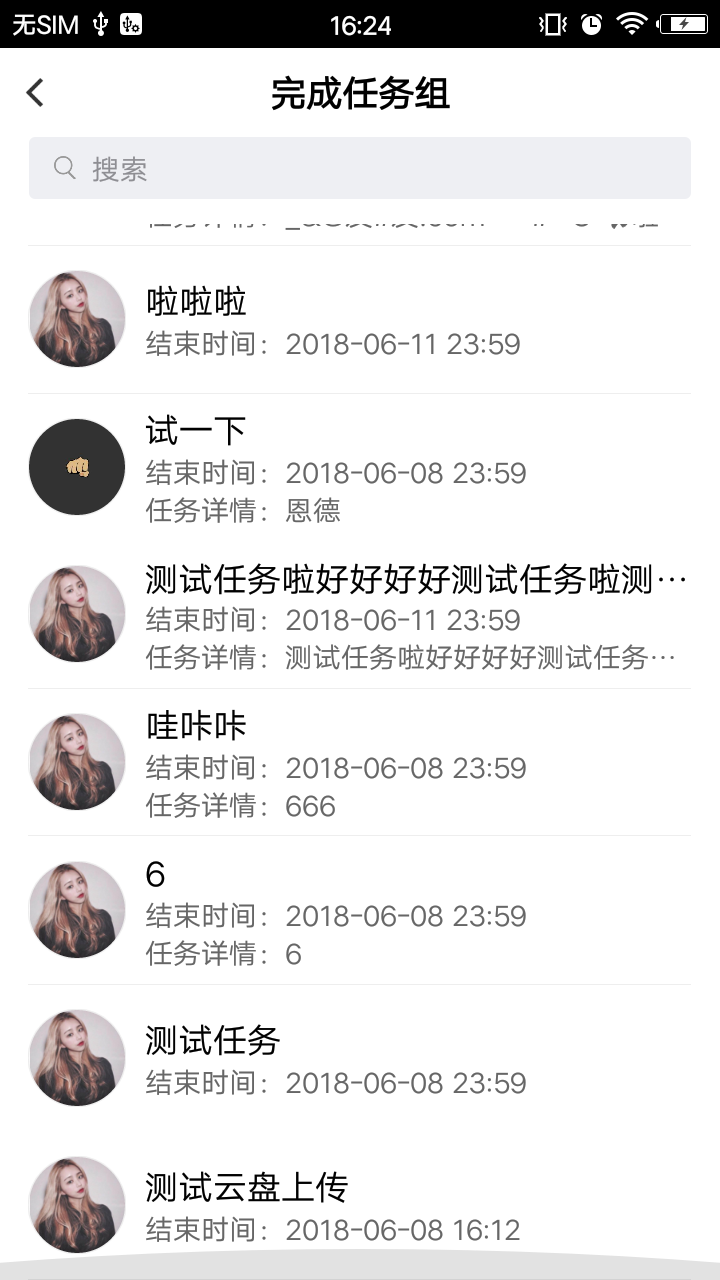 无SIM
16:24
完成任务组
搜索
啦啦啦
结束时间：2018-06-11 23:59
试一下
结束时间：2018-06-08 23:59
任务详情：恩德
测试任务啦好好好好测试任务啦测…
结束时间：2018-06-11 23:59
任务详情：测试任务啦好好好好测试任务…
哇咔咔
结束时间：2018-06-08 23:59
任务详情：666
6
结束时间：2018-06-08 23:59
任务详情：6
测试任务
结束时间：2018-06-08 23:59
测试云盘上传
结束时间：2018-06-08 16:12